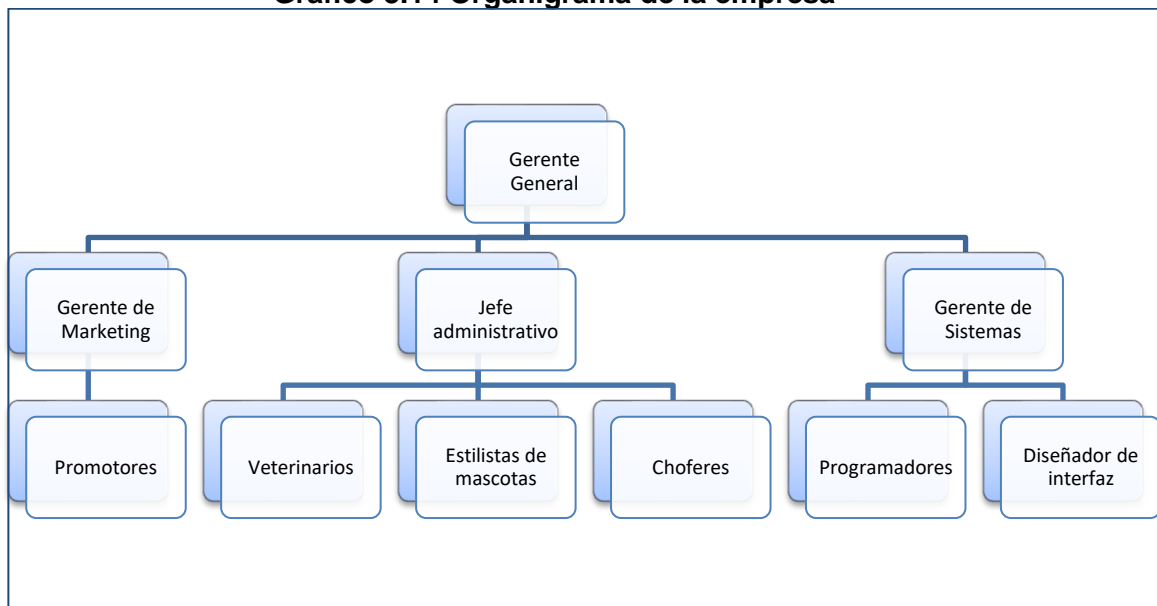 Gráfico Organigrama de la empresa
Gerente
General
Gerente de
Marketing
Jefe
administrativo
Gerente de
Sistemas
Promotores
Veterinarios
Estilistas de
mascotas
Choferes
Programadores
Diseñador de
interfaz